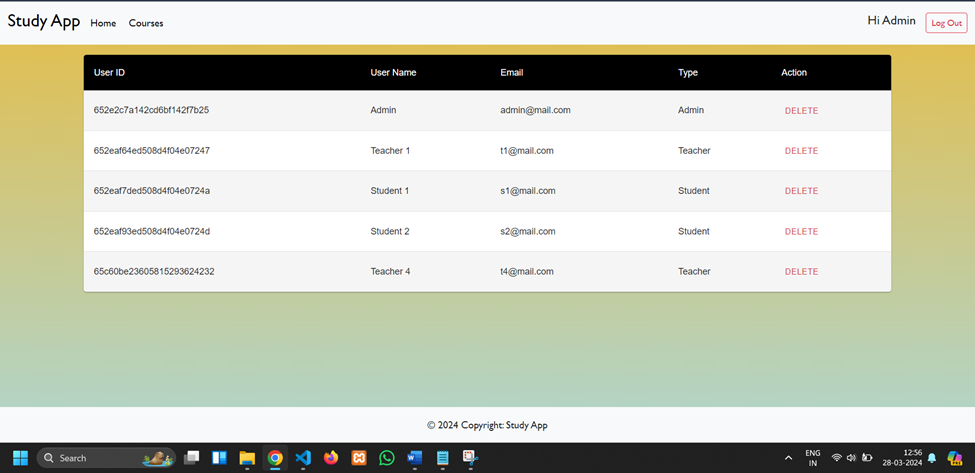 Study App Home Courses Hi Admin Log Out
User ID User Name Email Type Action
652e2c7a142cd6bf142f7b25 Admin admin@mail.com Admin DELETE
652eaf64ed508d4f04e07247 Teacher 1 t1@mail.com Teacher DELETE
652eaf7ded508d4f04e0724a Student 1 s1@mail.com Student DELETE
652eaf93ed508d4f04e0724d Student 2 s2@mail.com Student DELETE
65c60be23605815293624232 Teacher 4 t4@mail.com Teacher DELETE
© 2024 Copyright: Study App
Search ENG 12:56
IN 28-03-2024